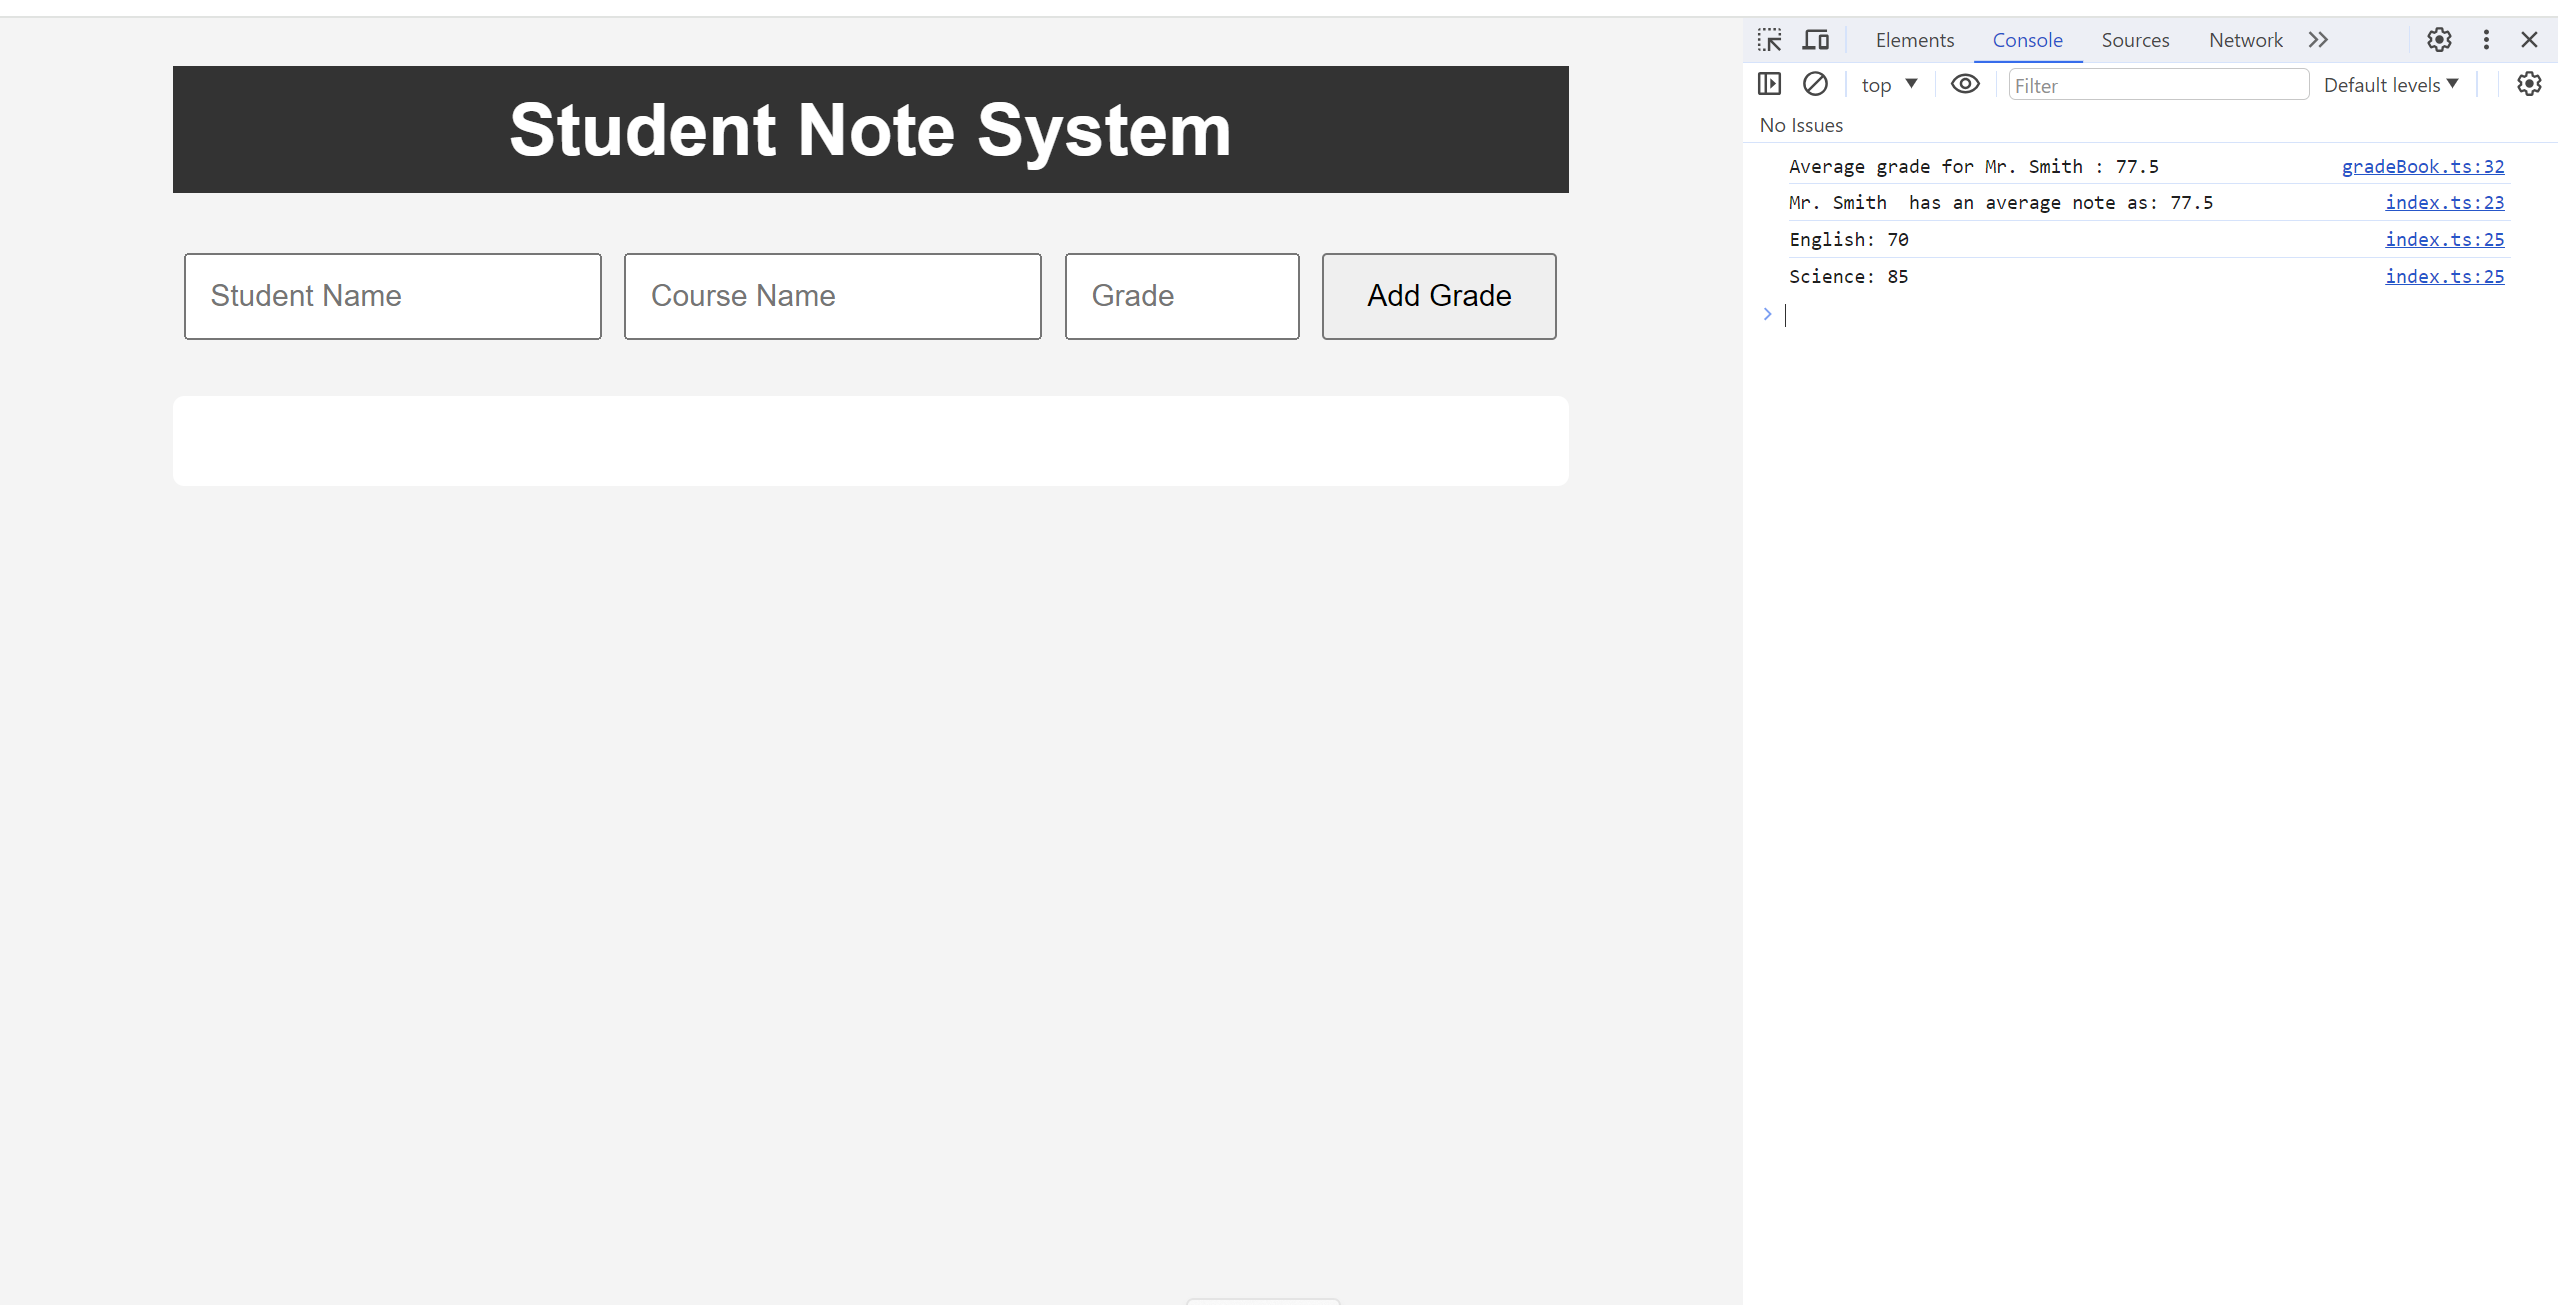 Student Note System
Student Name Course Name Grade Add Grade
Elements Console Sources Network
top Filter Default levels
No Issues
Average grade for Mr. Smith : 77.5 gradeBook.ts:32
Mr. Smith  has an average note as: 77.5 index.ts:23
English: 70 index.ts:25
Science: 85 index.ts:25